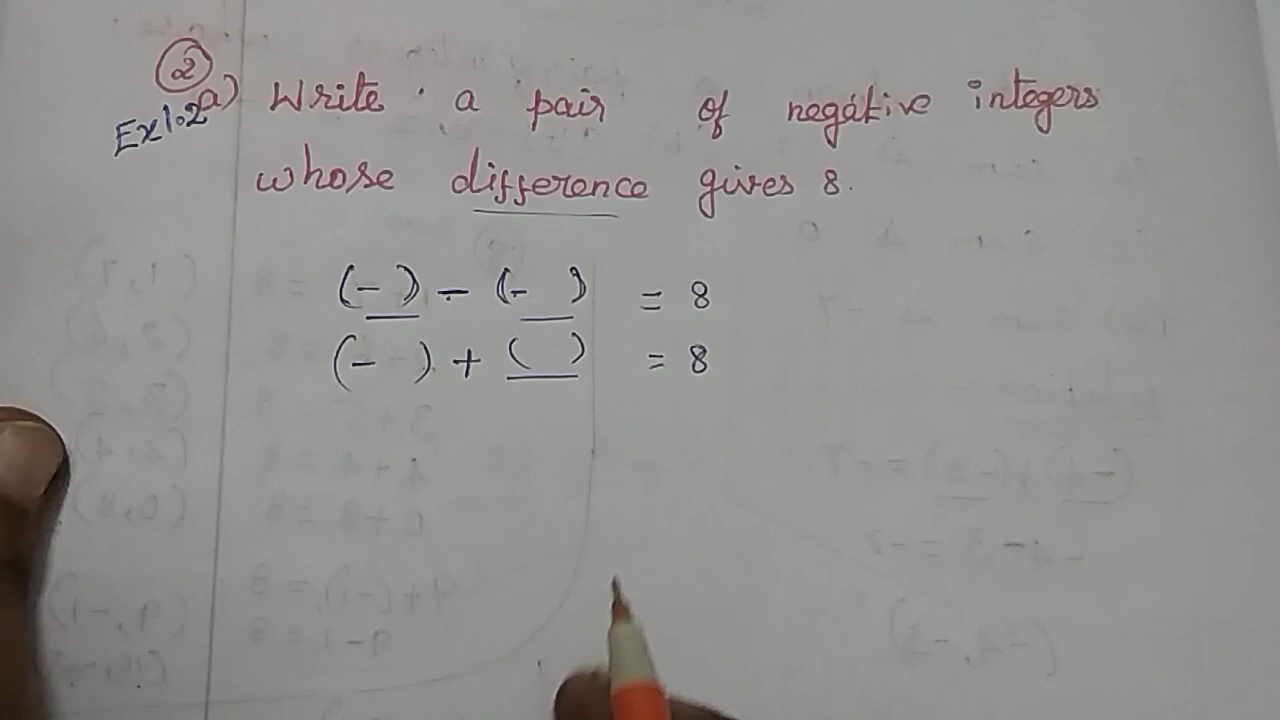 ②
Ex1.2 a) Write a pair of negative integers
whose difference gives 8.
(- ) - (- ) = 8
(- ) + ( ) = 8